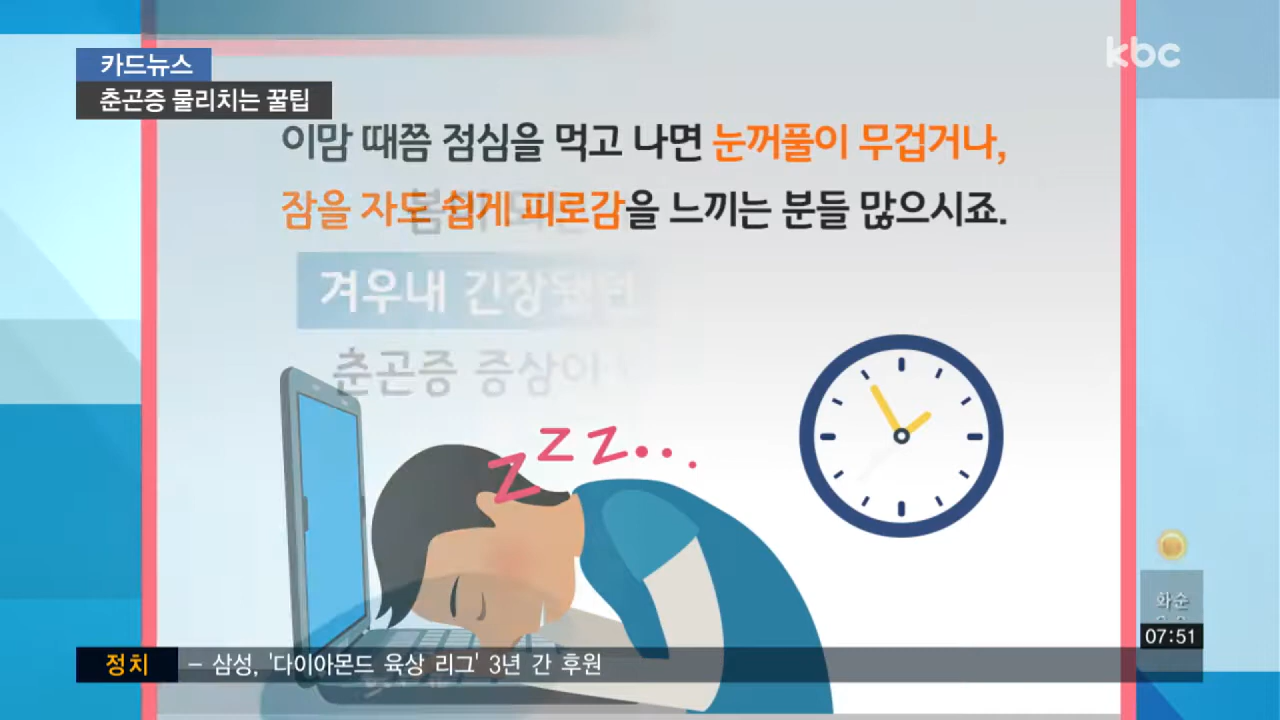 카드뉴스
kbc
춘곤증 물리치는 꿀팁
이맘 때쯤 점심을 먹고 나면 눈꺼풀이 무겁거나,
잠을 자도 쉽게 피로감을 느끼는 분들 많으시죠.
겨우내 긴장됐던
춘곤증 증상이
zzz...
화순
07:51
정치 – 삼성, '다이아몬드 육상 리그' 3년 간 후원